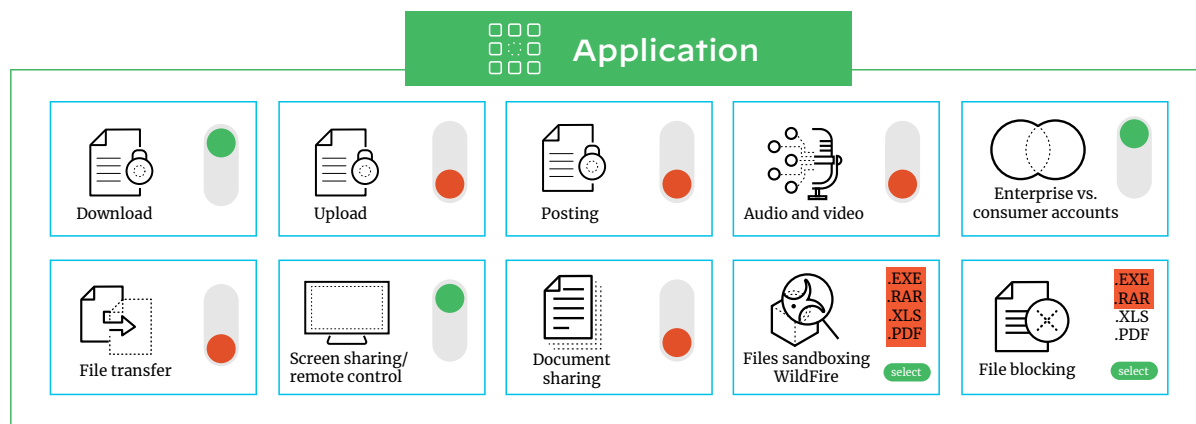 Application
Download
Upload
Posting
Audio and video
Enterprise vs.
consumer accounts
File transfer
Screen sharing/
remote control
Document
sharing
.EXE
.RAR
.XLS
.PDF
Files sandboxing
WildFire
select
.EXE
.RAR
.XLS
.PDF
File blocking
select